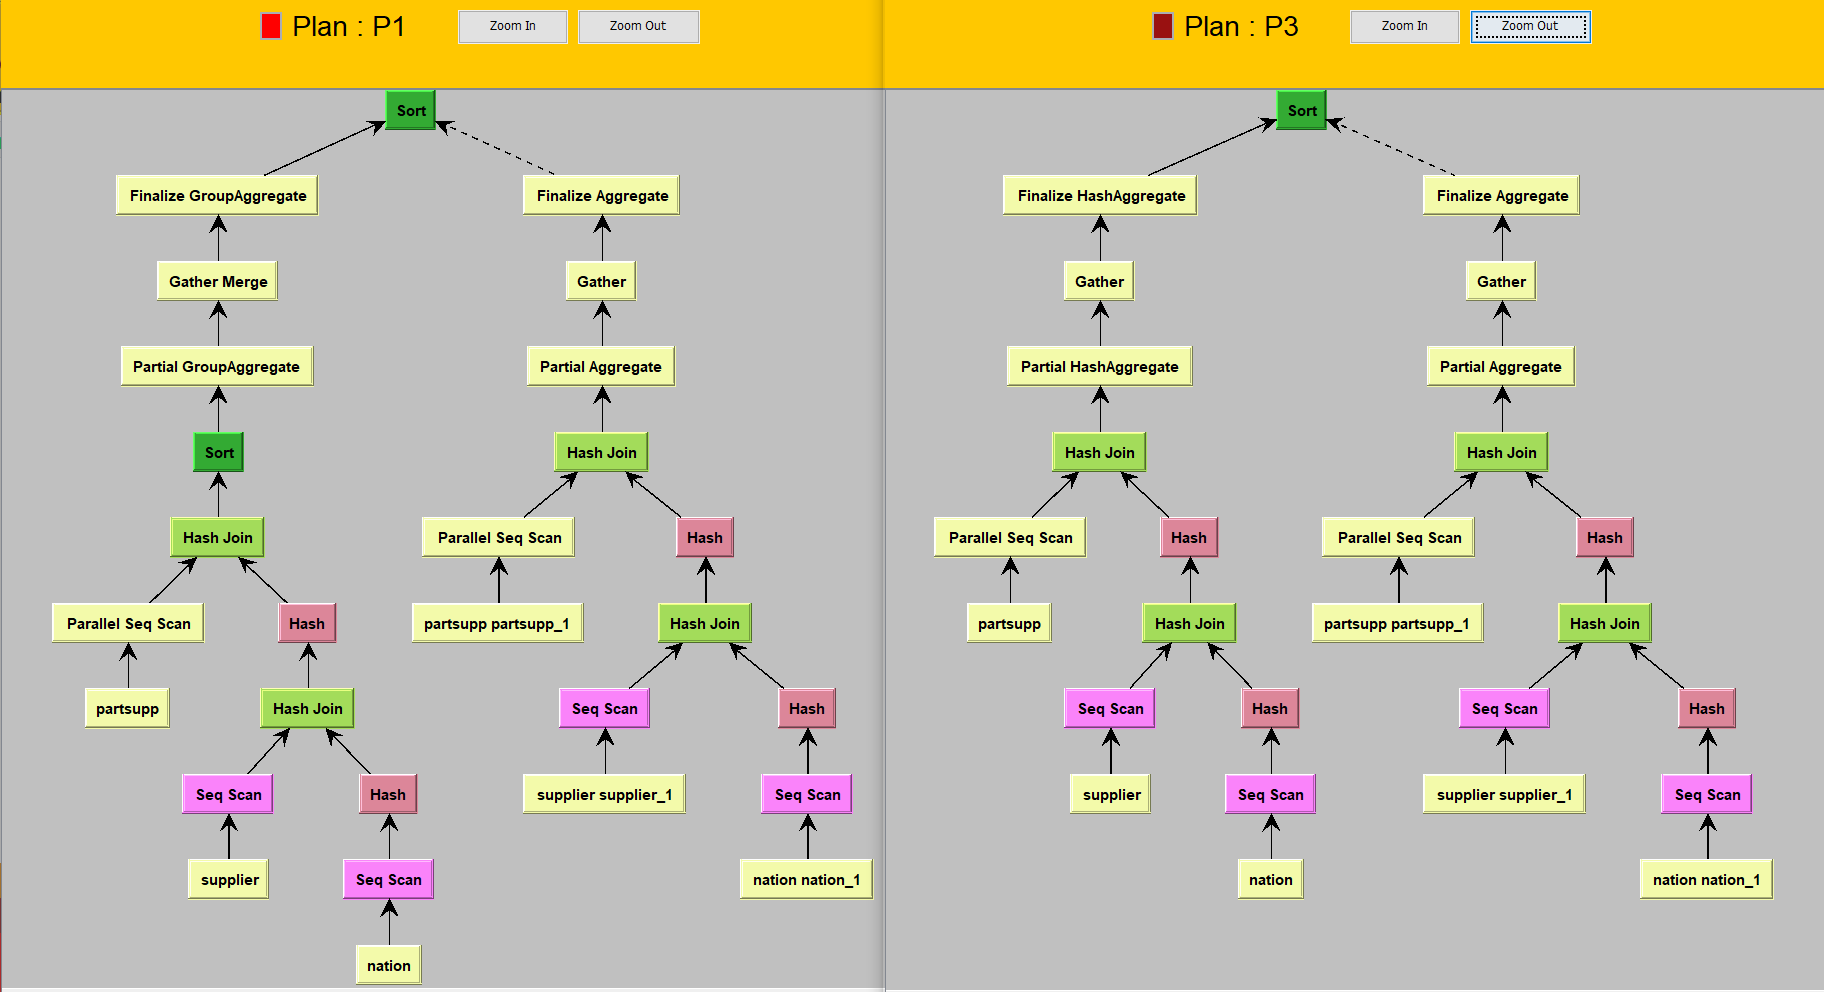 Plan : P1
Zoom In
Zoom Out
Sort
Finalize GroupAggregate
Finalize Aggregate
Gather Merge
Gather
Partial GroupAggregate
Partial Aggregate
Sort
Hash Join
Hash Join
Parallel Seq Scan
Hash
Parallel Seq Scan
Hash
partsupp partsupp_1
Hash Join
partsupp
Hash Join
Seq Scan
Hash
Seq Scan
Hash
supplier supplier_1
Seq Scan
supplier
Seq Scan
nation nation_1
nation
Plan : P3
Zoom In
Zoom Out
Sort
Finalize HashAggregate
Finalize Aggregate
Gather
Gather
Partial HashAggregate
Partial Aggregate
Hash Join
Hash Join
Parallel Seq Scan
Hash
Parallel Seq Scan
Hash
partsupp
Hash Join
partsupp partsupp_1
Hash Join
Seq Scan
Hash
Seq Scan
Hash
supplier
Seq Scan
supplier supplier_1
Seq Scan
nation
nation nation_1